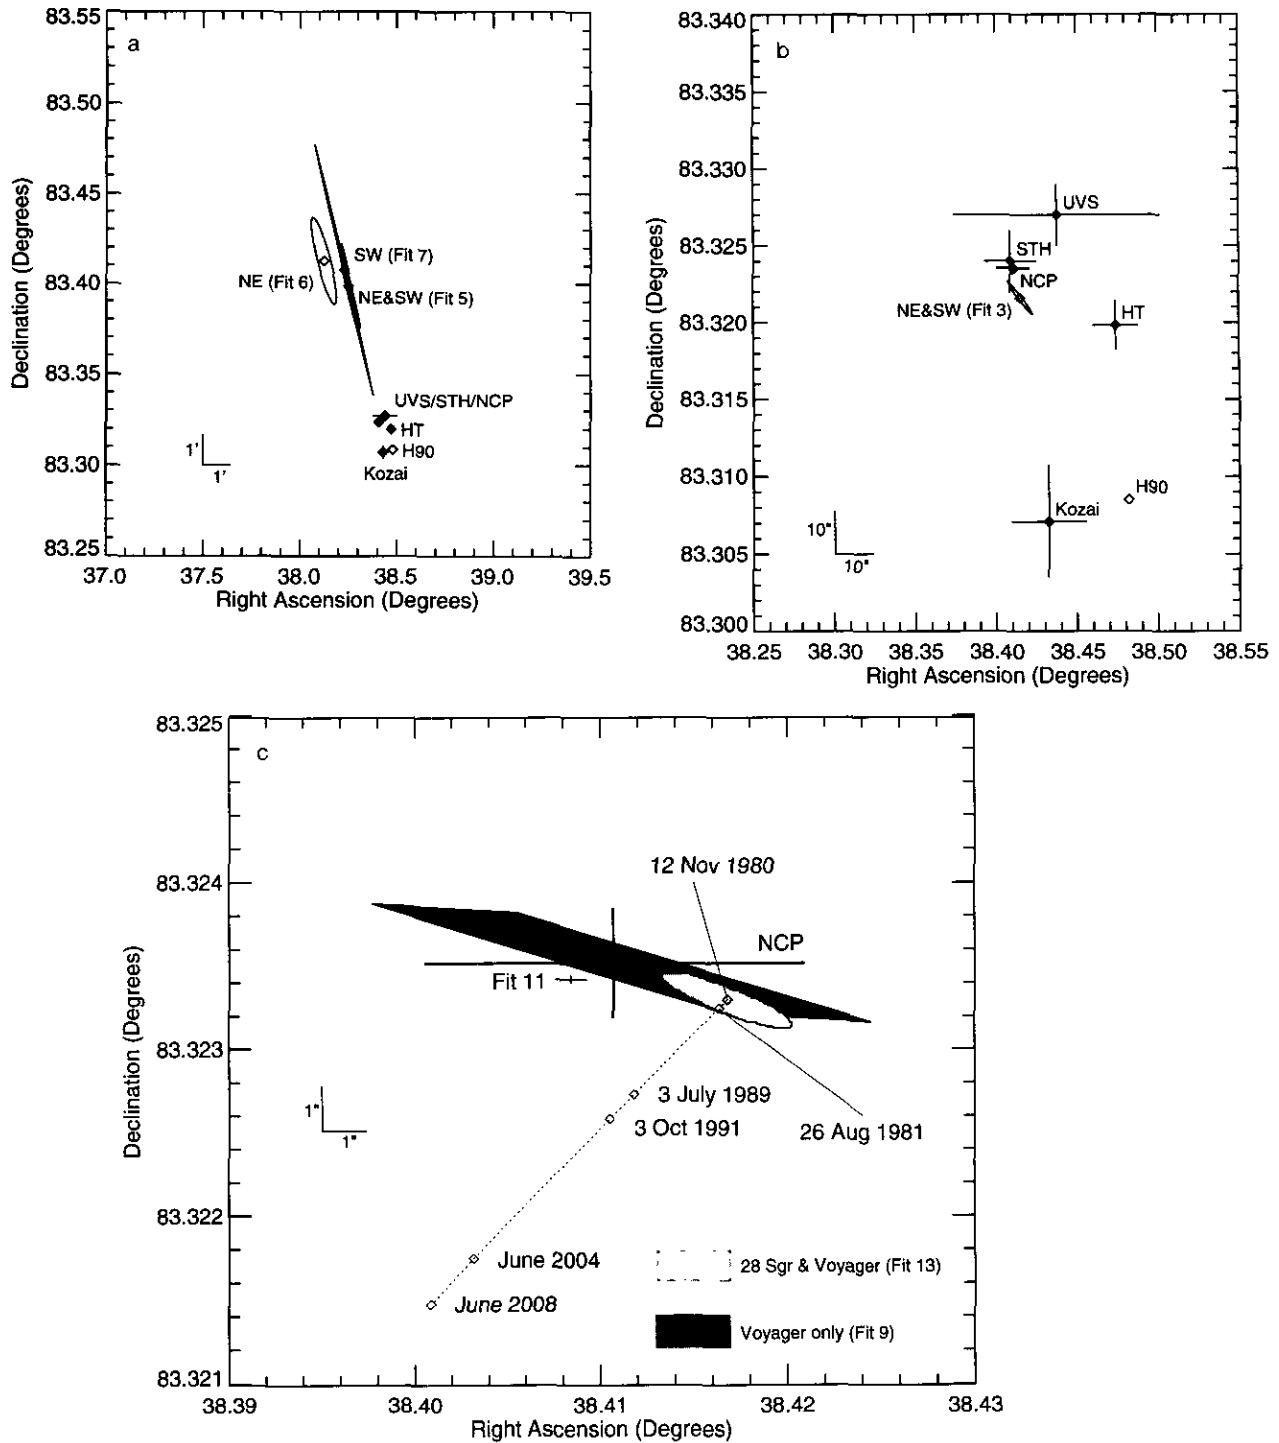 a
83.55
83.50
83.45
83.40
83.35
83.30
83.25
Declination (Degrees)
SW (Fit 7)
NE (Fit 6)
NE&SW (Fit 5)
UVS/STH/NCP
HT
H90
Kozai
1'
1'
37.0 37.5 38.0 38.5 39.0 39.5
Right Ascension (Degrees)
b
83.340
83.335
83.330
83.325
83.320
83.315
83.310
83.305
83.300
Declination (Degrees)
UVS
STH
NCP
NE&SW (Fit 3)
HT
H90
Kozai
10"
10"
38.25 38.30 38.35 38.40 38.45 38.50 38.55
Right Ascension (Degrees)
c
83.325
83.324
83.323
83.322
83.321
Declination (Degrees)
12 Nov 1980
NCP
Fit 11
3 July 1989
3 Oct 1991
26 Aug 1981
1"
1"
June 2004
June 2008
28 Sgr & Voyager (Fit 13)
Voyager only (Fit 9)
38.39 38.40 38.41 38.42 38.43
Right Ascension (Degrees)